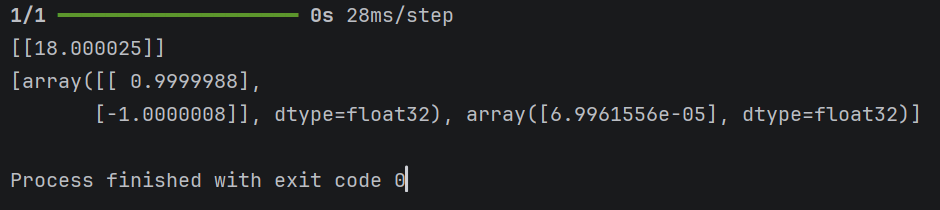 1/1 ━━━━━━━━━━━━━━━━━━━━ 0s 28ms/step
[[18.000025]]
[array([[ 0.9999988],
       [-1.0000008]], dtype=float32), array([6.9961556e-05], dtype=float32)]
Process finished with exit code 0